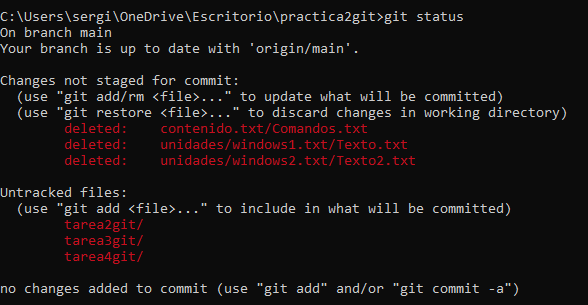 C:\Users\sergi\OneDrive\Escritorio\practica2git>git status
On branch main
Your branch is up to date with 'origin/main'.

Changes not staged for commit:
  (use "git add/rm <file>..." to update what will be committed)
  (use "git restore <file>..." to discard changes in working directory)
        deleted:    contenido.txt/Comandos.txt
        deleted:    unidades/windows1.txt/Texto.txt
        deleted:    unidades/windows2.txt/Texto2.txt

Untracked files:
  (use "git add <file>..." to include in what will be committed)
        tarea2git/
        tarea3git/
        tarea4git/

no changes added to commit (use "git add" and/or "git commit -a")